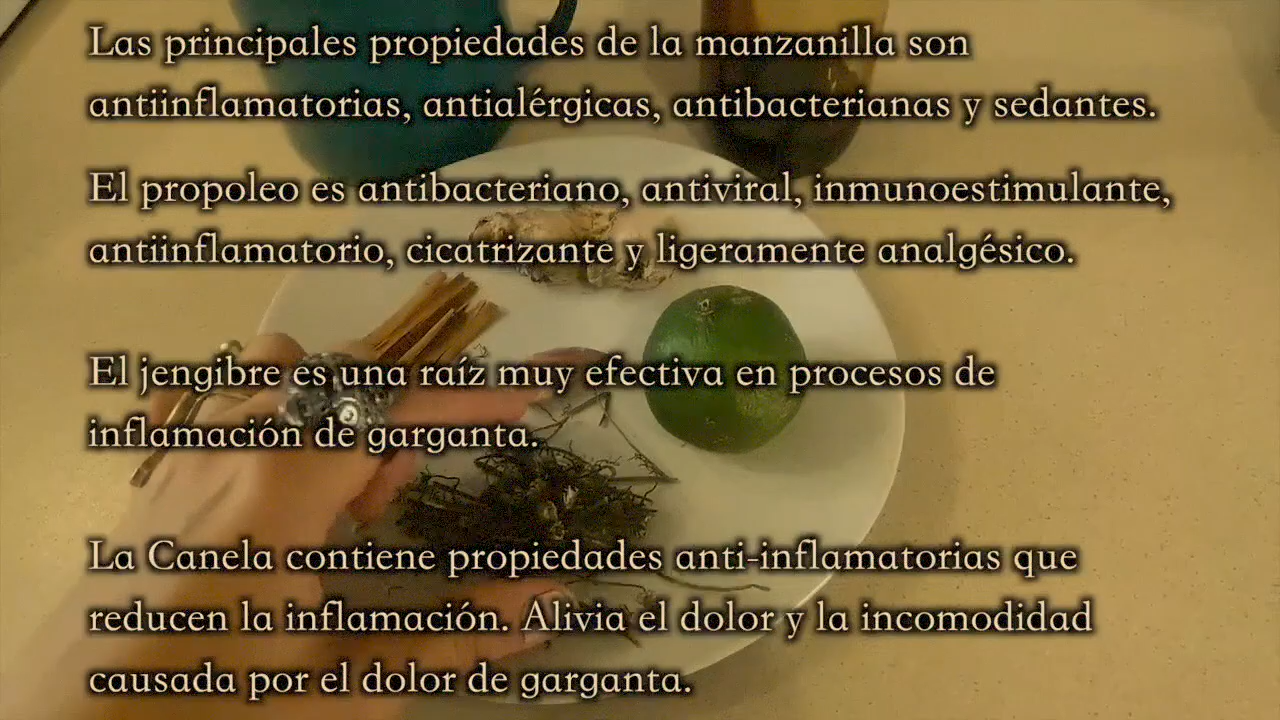 Las principales propiedades de la manzanilla son
antiinflamatorias, antialérgicas, antibacterianas y sedantes.
El propoleo es antibacteriano, antiviral, inmunoestimulante,
antiinflamatorio, cicatrizante y ligeramente analgésico.
El jengibre es una raíz muy efectiva en procesos de
inflamación de garganta.
La Canela contiene propiedades anti-inflamatorias que
reducen la inflamación. Alivia el dolor y la incomodidad
causada por el dolor de garganta.